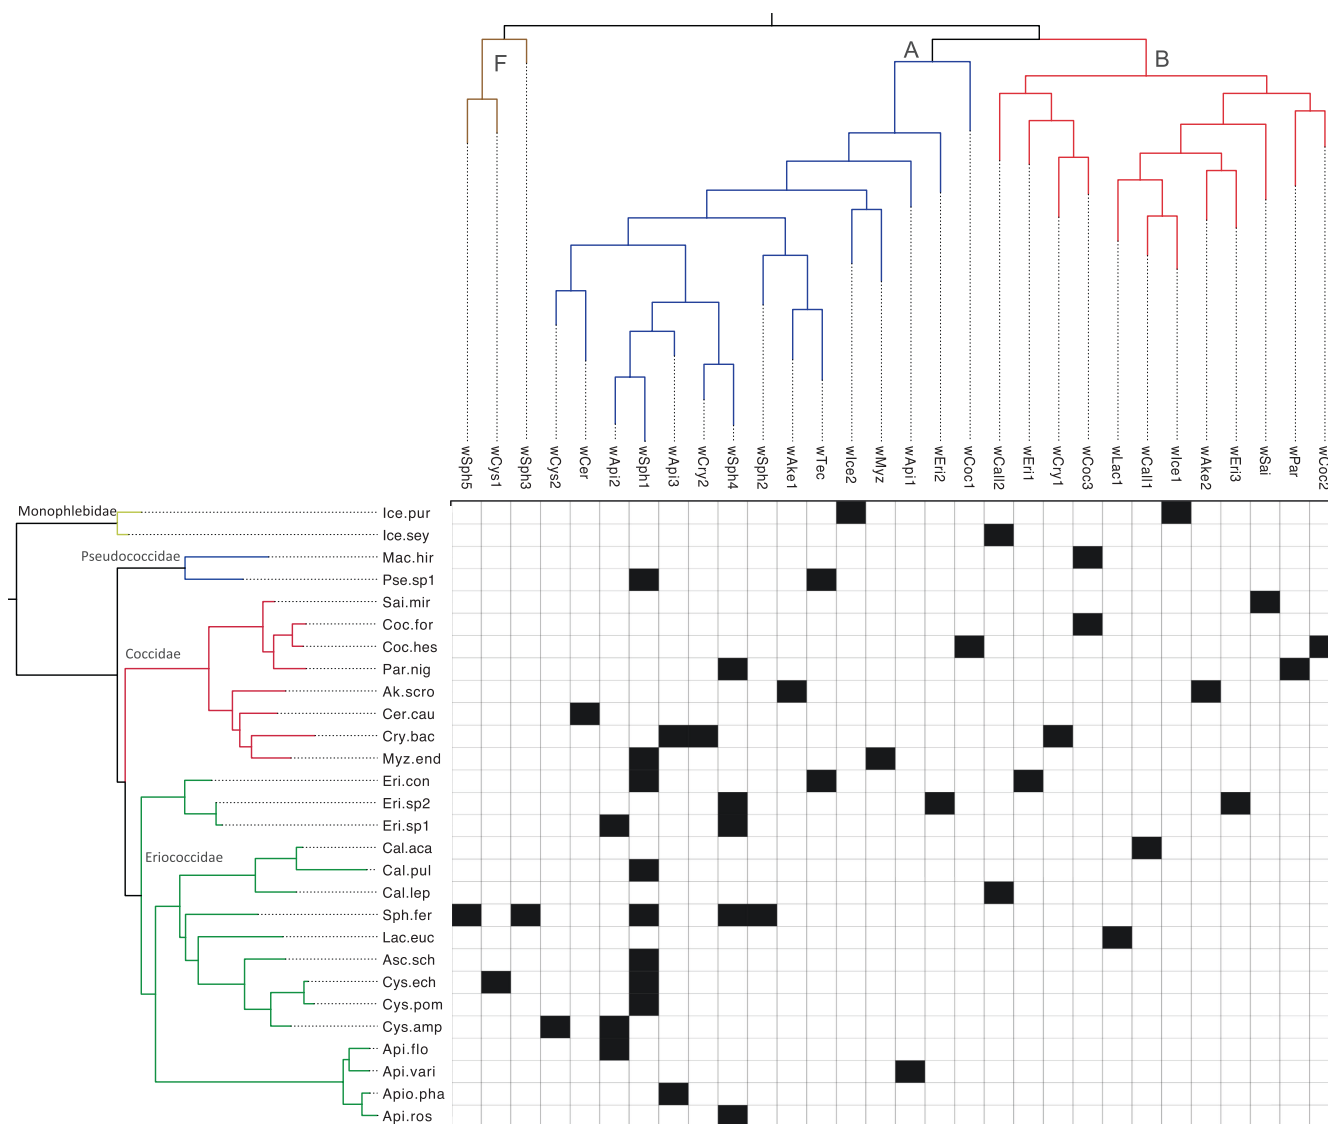 F
A
B
wSph5
wCys1
wSph3
wCys2
wCer
wApi2
wSph1
wApi3
wCry2
wSph4
wSph2
wAke1
wTec
wIce2
wMyz
wApi1
wEri2
wCoc1
wCall2
wEri1
wCry1
wCoc3
wLac1
wCall1
wIce1
wAke2
wEri3
wSai
wPar
wCoc2
Monophlebidae
Ice.pur
Ice.sey
Pseudococcidae
Mac.hir
Pse.sp1
Sai.mir
Coc.for
Coccidae
Coc.hes
Par.nig
Ak.scro
Cer.cau
Cry.bac
Myz.end
Eri.con
Eri.sp2
Eri.sp1
Cal.aca
Eriococcidae
Cal.pul
Cal.lep
Sph.fer
Lac.euc
Asc.sch
Cys.ech
Cys.pom
Cys.amp
Api.flo
Api.vari
Apio.pha
Api.ros